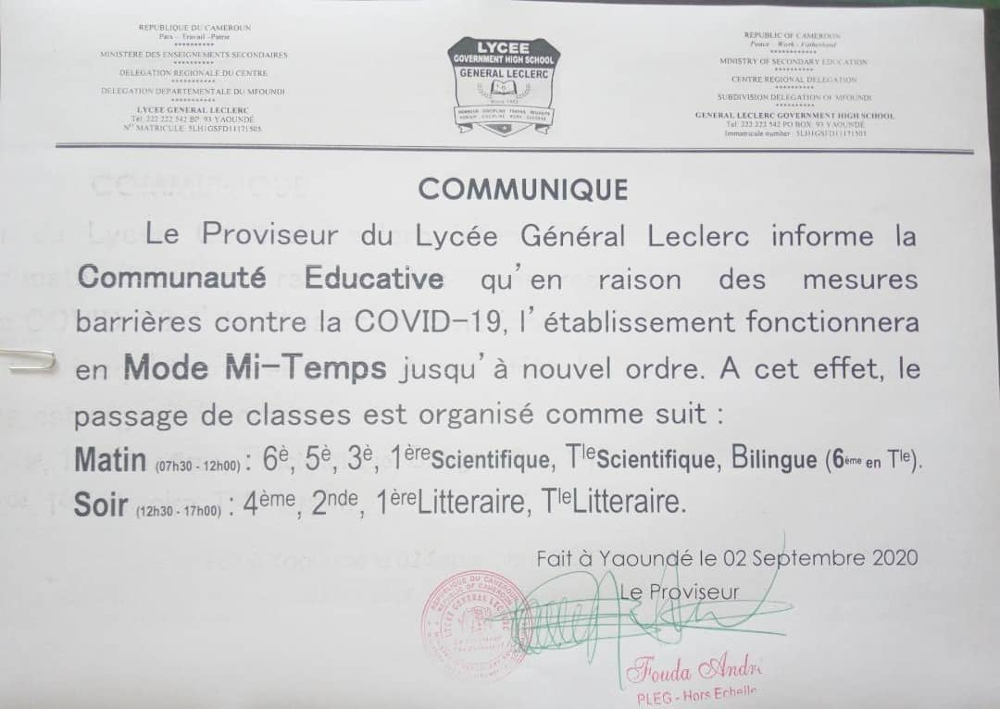 REPUBLIQUE DU CAMEROUN
Paix – Travail –Patrie
**********
MINISTERE DES ENSEIGNEMENTS SECONDAIRES
**********
DELEGATION REGIONALE DU CENTRE
**********
DELEGATION DEPARTEMENTALE DU MFOUNDI
**********
LYCEE GENERAL LECLERC
Tél. 222 222 542 BP. 93 YAOUNDÉ
N° MATRICULE: 5LH1GSFD11171505
LYCEE
GOVERNMENT HIGH SCHOOL
GENERAL LECLERC
Since 1952
HONNEUR DISCIPLINE TRAVAIL REUSSITE
HONOUR DISCIPLINE WORK SUCCESS
REPUBLIC OF CAMEROON
Peace - Work - Fatherland
**********
MINISTRY OF SECONDARY EDUCATION
**********
CENTRE REGIONAL DELEGATION
**********
SUBDIVISION DELEGATION OF MFOUNDI
**********
GENERAL LECLERC GOVERNMENT HIGH SCHOOL
Tel: 222 222 542 PO BOX: 93 YAOUNDÉ
Immatricule number : 5LH1GSFD11171505
COMMUNIQUE
Le Proviseur du Lycée Général Leclerc informe la
Communauté Educative qu'en raison des mesures
barrières contre la COVID-19, l'établissement fonctionnera
en Mode Mi-Temps jusqu'à nouvel ordre. A cet effet, le
passage de classes est organisé comme suit :
Matin (07h30 - 12h00) : 6è, 5è, 3è, 1èreScientifique, TleScientifique, Bilingue (6ème en Tle).
Soir (12h30 - 17h00) : 4ème, 2nde, 1èreLitteraire, TleLitteraire.
Fait à Yaoundé le 02 Septembre 2020
Le Proviseur
REPUBLIQUE DU CAMEROUN
REPUBLIC OF CAMEROON
LYCEE GENERAL LECLERC
Fouda André
PLEG - Hors Echelle